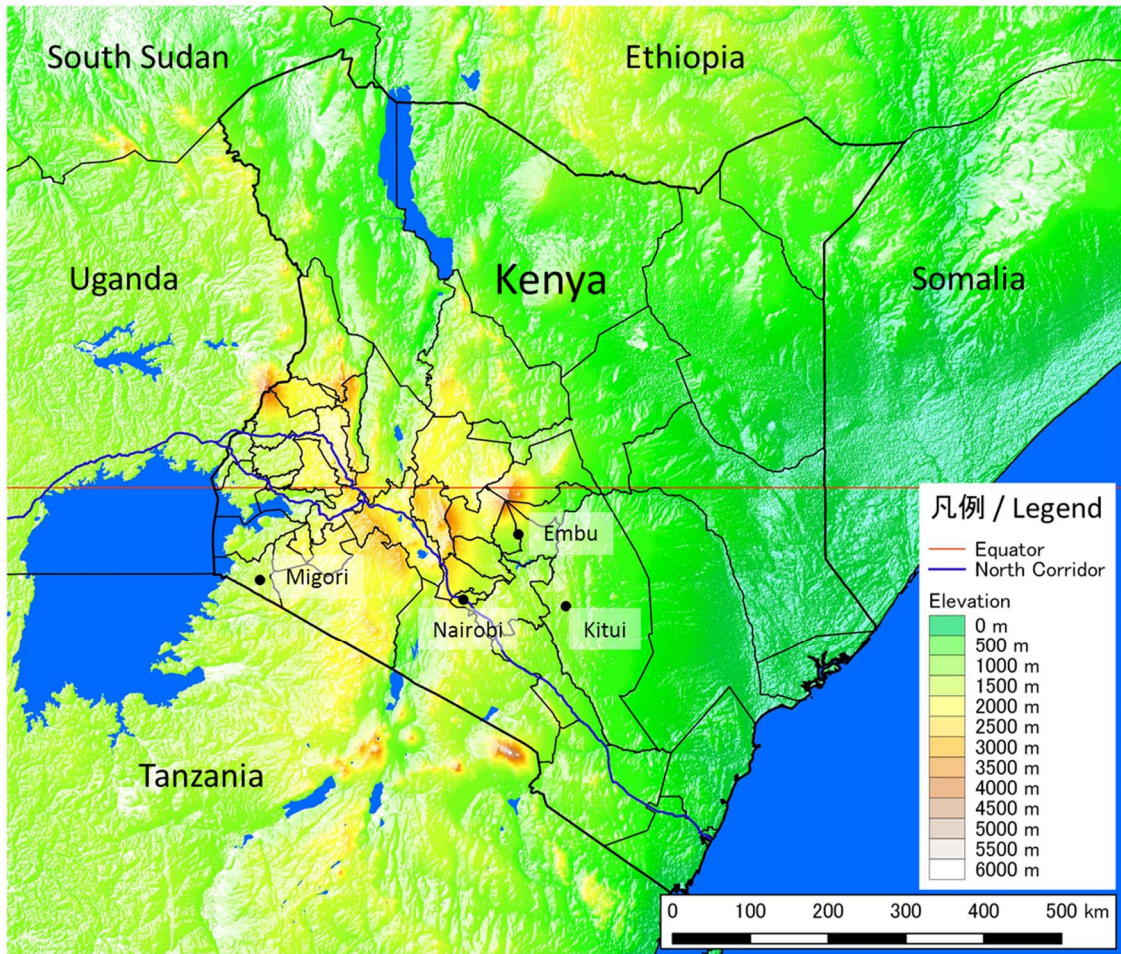 South Sudan
Ethiopia
Uganda
Kenya
Somalia
Embu
Migori
Nairobi
Kitui
Tanzania
凡例 / Legend
Equator
North Corridor
Elevation
0 m
500 m
1000 m
1500 m
2000 m
2500 m
3000 m
3500 m
4000 m
4500 m
5000 m
5500 m
6000 m
0 100 200 300 400 500 km